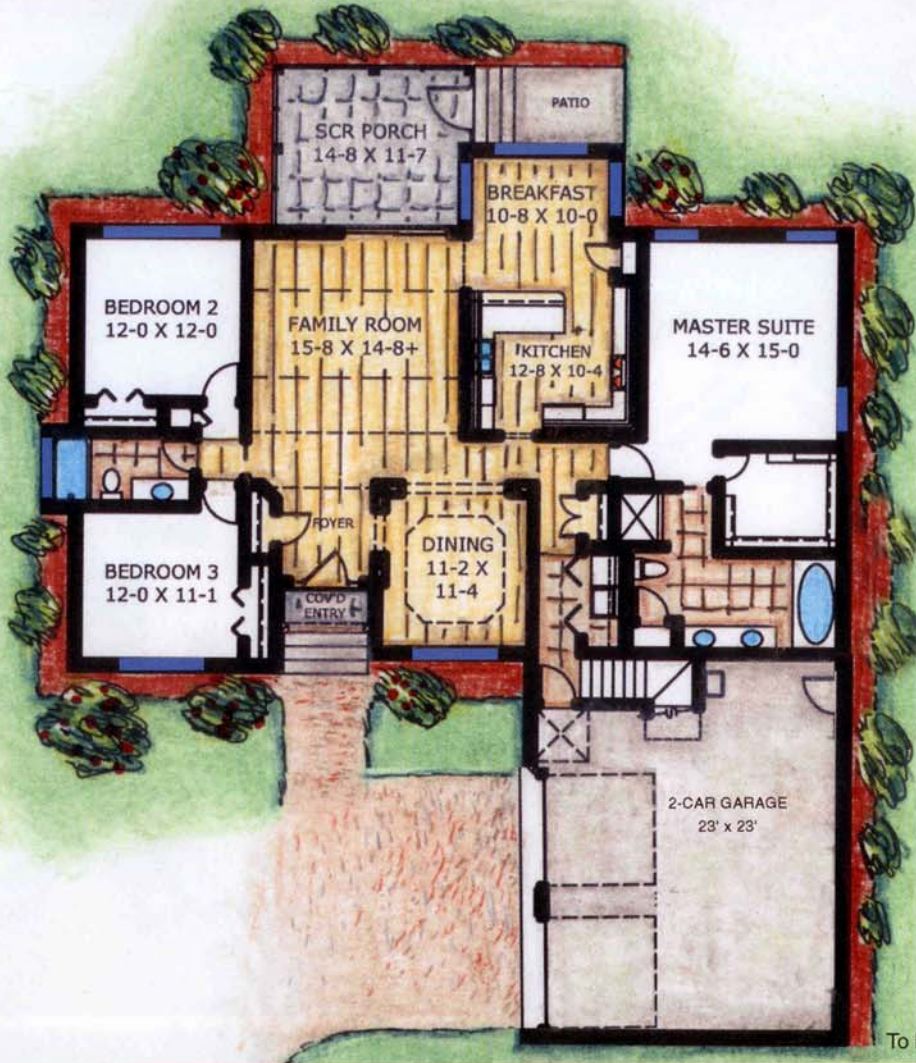 PATIO
SCR PORCH
14-8 X 11-7
BREAKFAST
10-8 X 10-0
BEDROOM 2
12-0 X 12-0
FAMILY ROOM
15-8 X 14-8+
KITCHEN
12-8 X 10-4
MASTER SUITE
14-6 X 15-0
FOYER
DINING
11-2 X
11-4
BEDROOM 3
12-0 X 11-1
COV'D
ENTRY
2-CAR GARAGE
23' x 23'
To